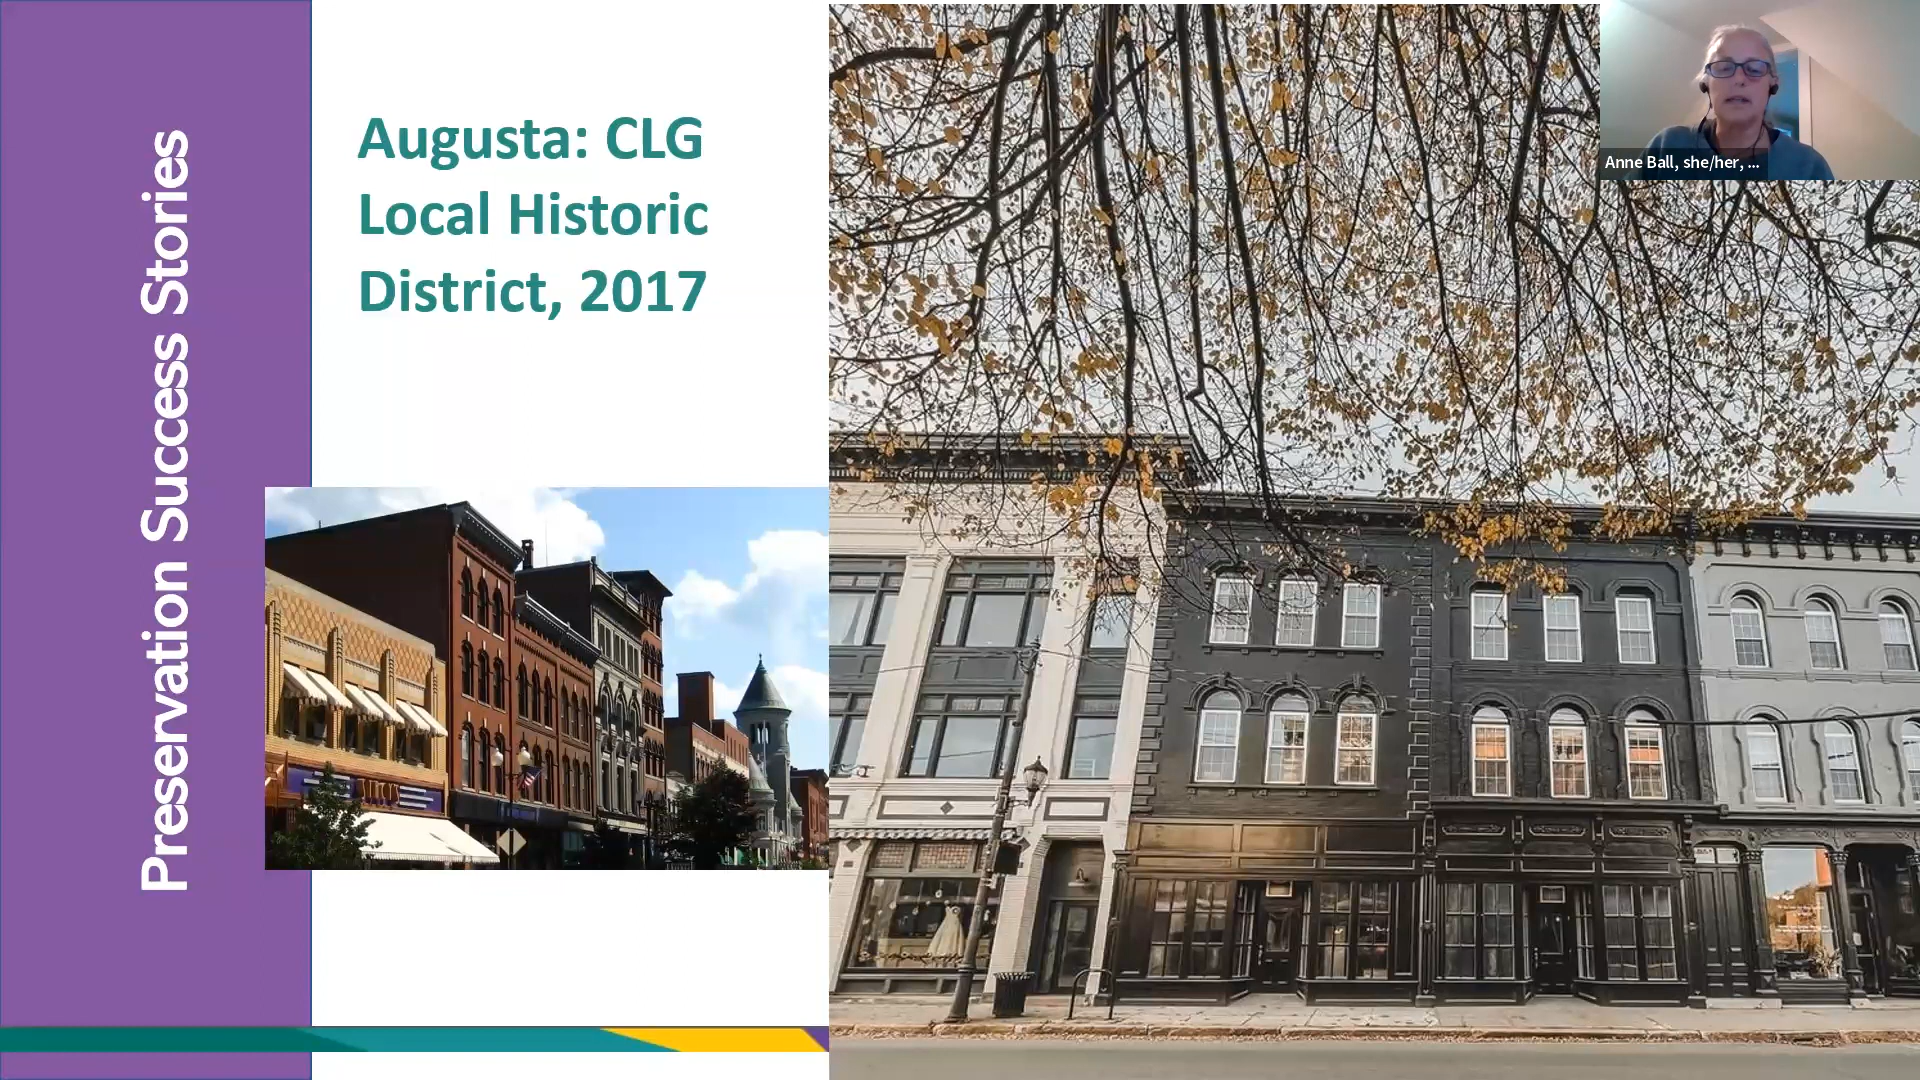 Preservation Success Stories
Augusta: CLG
Local Historic
District, 2017
Anne Ball, she/her, ...